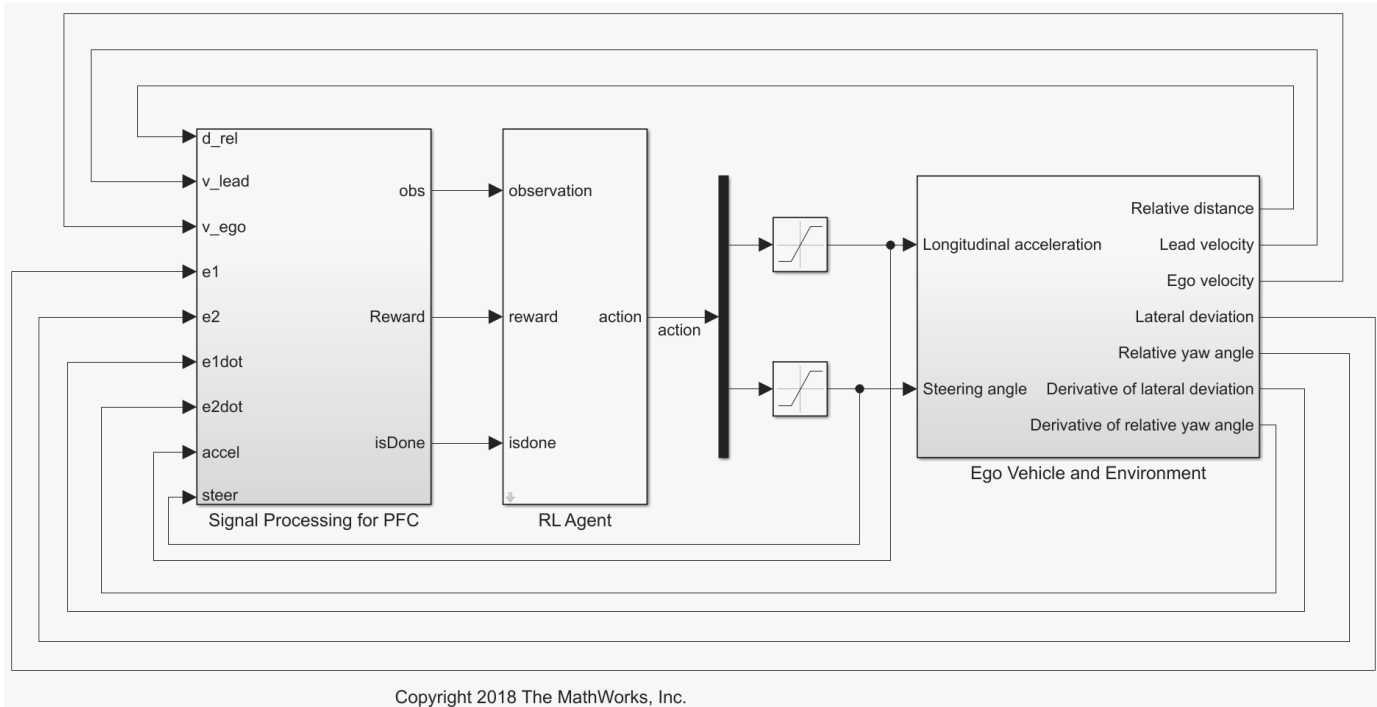 d_rel
v_lead
v_ego
e1
e2
e1dot
e2dot
accel
steer
obs
Reward
isDone
Signal Processing for PFC
observation
reward
isdone
action
RL Agent
action
Longitudinal acceleration
Steering angle
Relative distance
Lead velocity
Ego velocity
Lateral deviation
Relative yaw angle
Derivative of lateral deviation
Derivative of relative yaw angle
Ego Vehicle and Environment
Copyright 2018 The MathWorks, Inc.